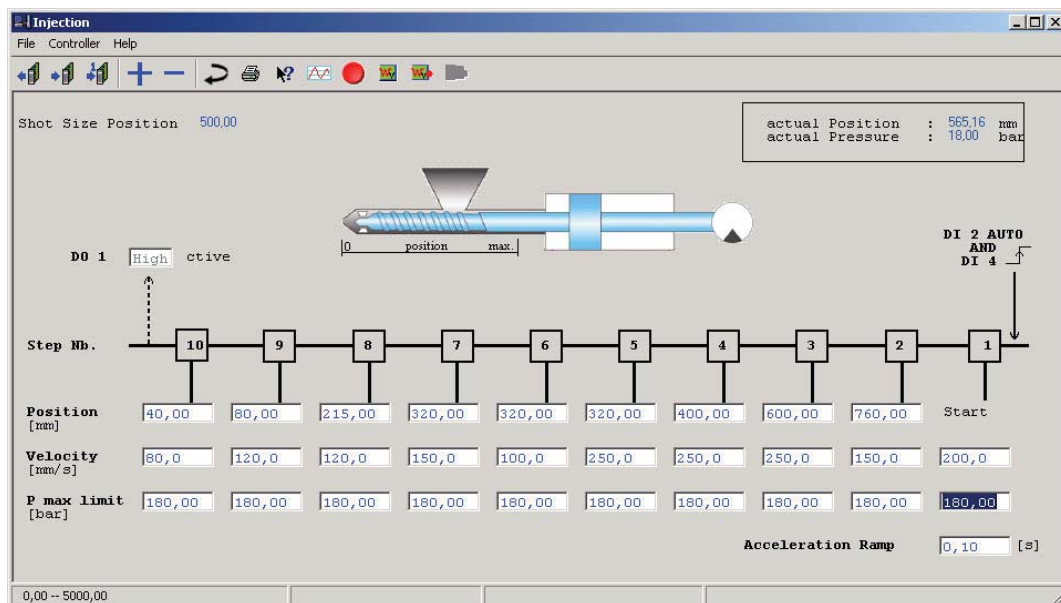 Injection
File Controller Help
Shot Size Position 500,00
actual Position : 565,16 mm
actual Pressure : 18,00 bar
0 position max.
DI 2 AUTO
AND
DI 4
DO 1 High ctive
Step Nb. 10 9 8 7 6 5 4 3 2 1
Position 40,00 80,00 215,00 320,00 320,00 320,00 400,00 600,00 760,00 Start
[mm]
Velocity 80,0 120,0 120,0 150,0 100,0 250,0 250,0 250,0 150,0 200,0
[mm/s]
P max limit 180,00 180,00 180,00 180,00 180,00 180,00 180,00 180,00 180,00 180,00
[bar]
Acceleration Ramp 0,10 [s]
0,00 -- 5000,00